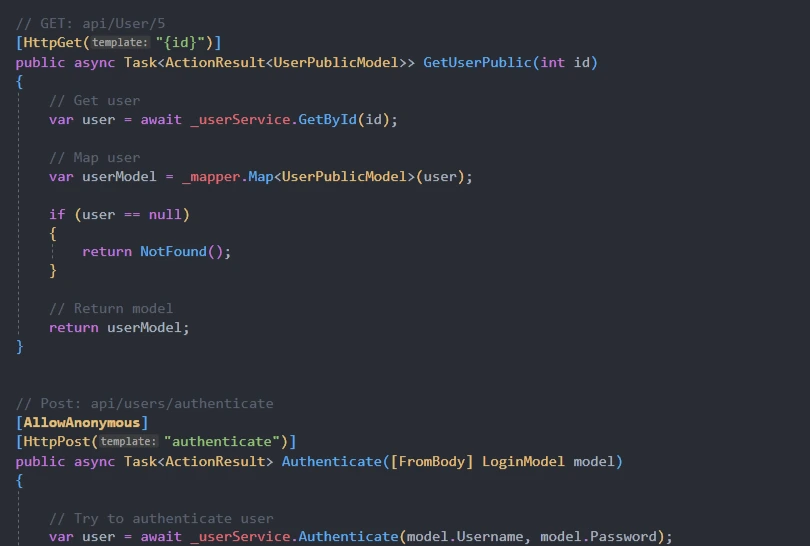 // GET: api/User/5
[HttpGet(template: "{id}")]
public async Task<ActionResult<UserPublicModel>> GetUserPublic(int id)
{
    // Get user
    var user = await _userService.GetById(id);
    // Map user
    var userModel = _mapper.Map<UserPublicModel>(user);
    if (user == null)
    {
        return NotFound();
    }
    // Return model
    return userModel;
}
// Post: api/users/authenticate
[AllowAnonymous]
[HttpPost(template: "authenticate")]
public async Task<ActionResult> Authenticate([FromBody] LoginModel model)
{
    // Try to authenticate user
    var user = await _userService.Authenticate(model.Username, model.Password);